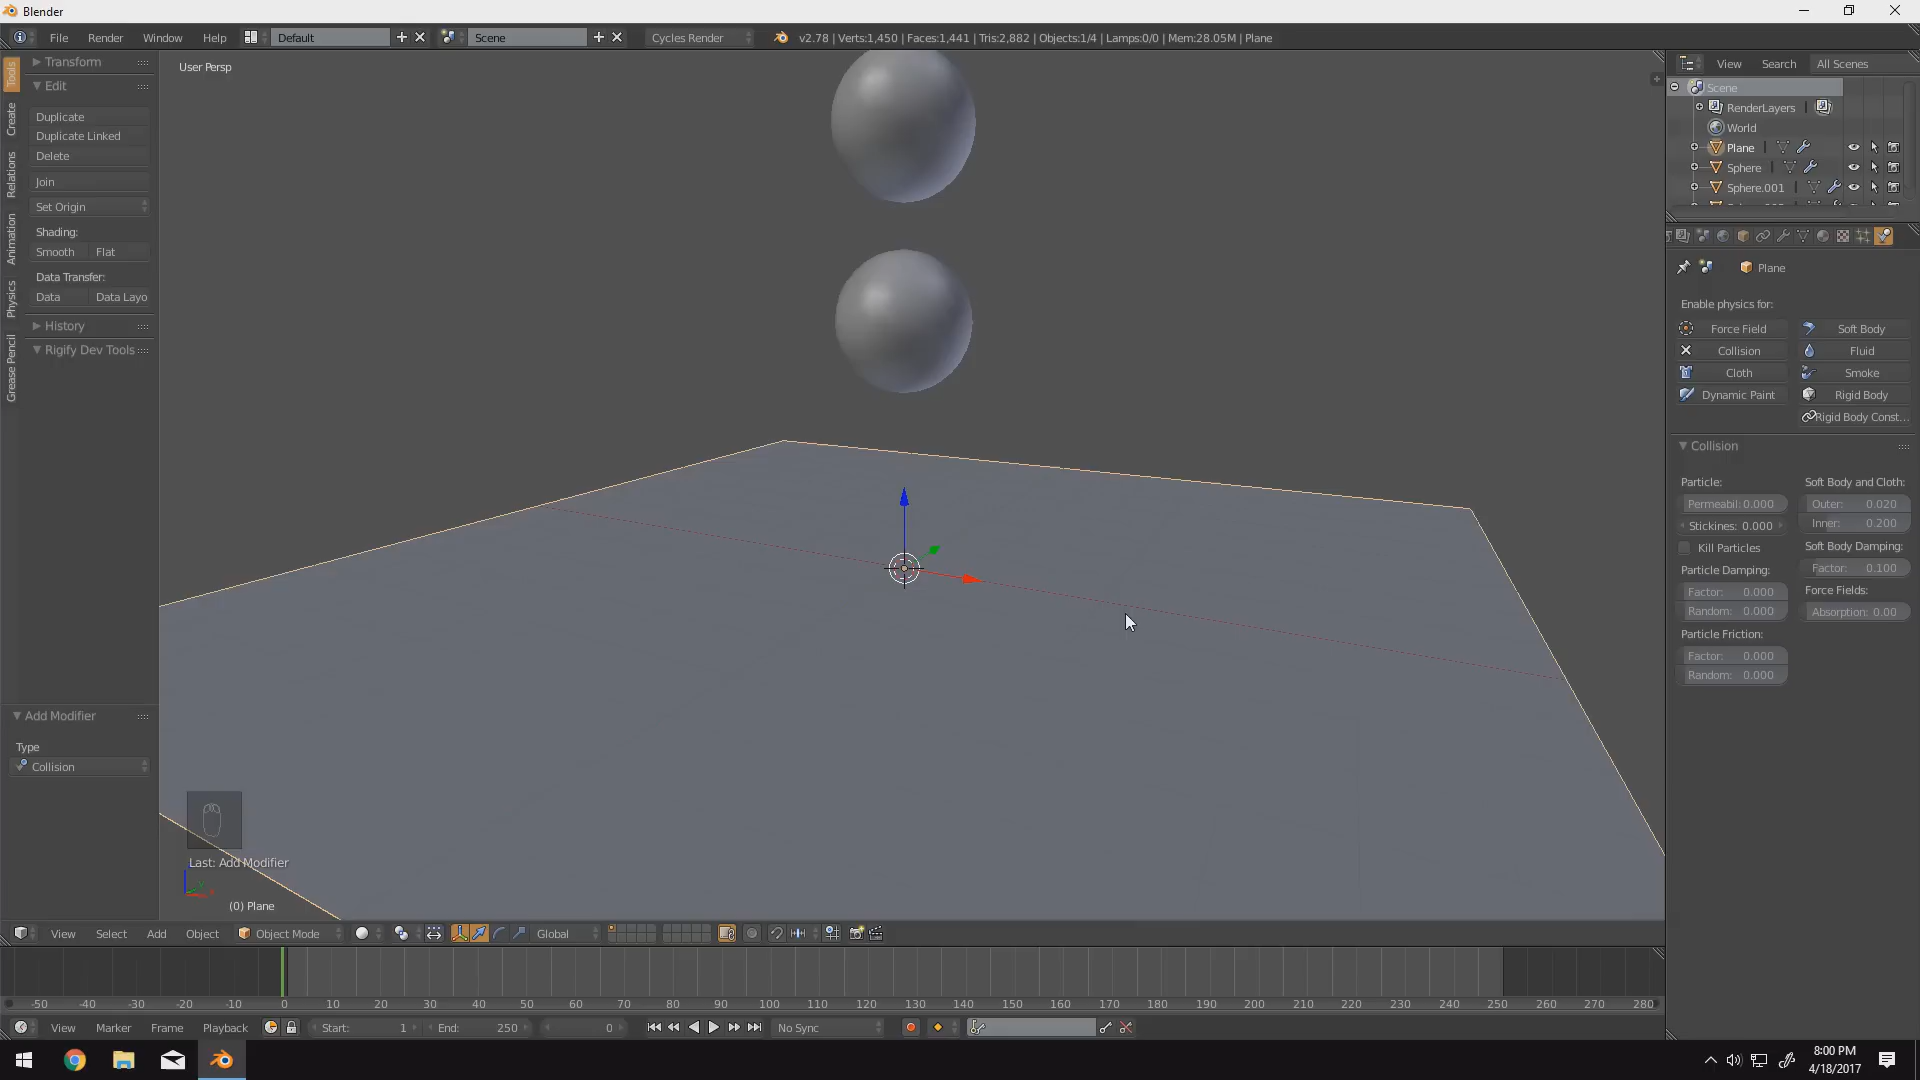 Blender
File Render Window Help Default Scene Cycles Render v2.78 | Verts:1,450 | Faces:1,441 | Tris:2,882 | Objects:1/4 | Lamps:0/0 | Mem:28.05M | Plane
Tools
Create
Relations
Animation
Physics
Grease Pencil
Transform
Edit
Duplicate
Duplicate Linked
Delete
Join
Set Origin
Shading:
Smooth Flat
Data Transfer:
Data Data Layo
History
Rigify Dev Tools
Add Modifier
Type
Collision
User Persp
Last: Add Modifier
(0) Plane
View Search All Scenes
Scene
RenderLayers
World
Plane
Sphere
Sphere.001
Plane
Enable physics for:
Force Field Soft Body
Collision Fluid
Cloth Smoke
Dynamic Paint Rigid Body
Rigid Body Const...
Collision
Particle: Soft Body and Cloth:
Permeabil: 0.000 Outer: 0.020
Stickines: 0.000 Inner: 0.200
Kill Particles Soft Body Damping:
Particle Damping: Factor: 0.100
Factor: 0.000 Force Fields:
Random: 0.000 Absorption: 0.00
Particle Friction:
Factor: 0.000
Random: 0.000
View Select Add Object Object Mode Global
-50 -40 -30 -20 -10 0 10 20 30 40 50 60 70 80 90 100 110 120 130 140 150 160 170 180 190 200 210 220 230 240 250 260 270 280
View Marker Frame Playback Start: 1 End: 250 0 No Sync
8:00 PM
4/18/2017